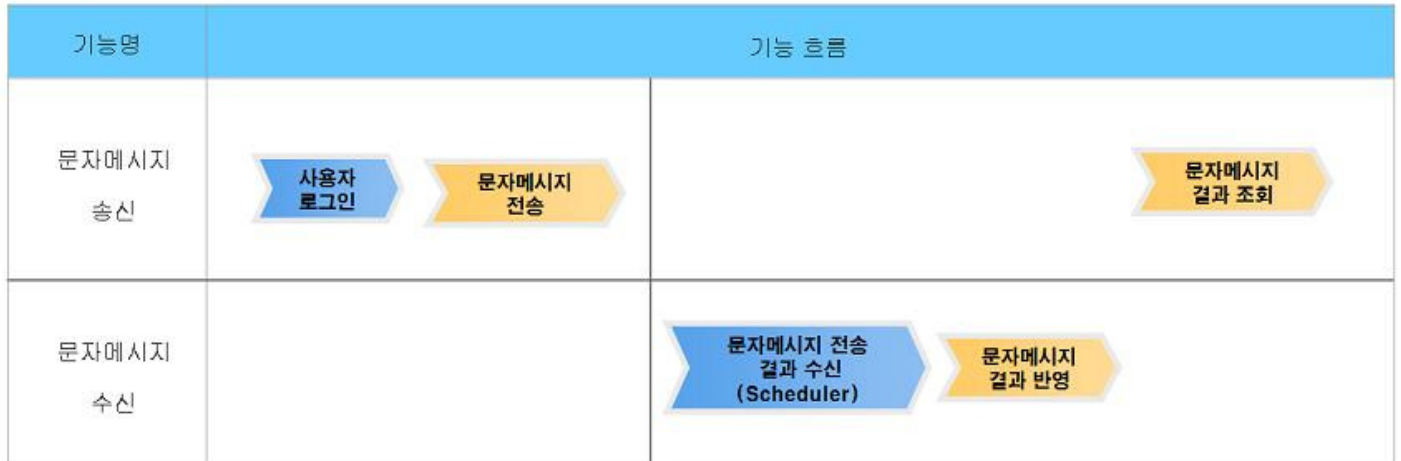 기능명
기능 흐름
문자메시지
송신
사용자
로그인
문자메시지
전송
문자메시지
결과 조회
문자메시지
수신
문자메시지 전송
결과 수신
(Scheduler)
문자메시지
결과 반영